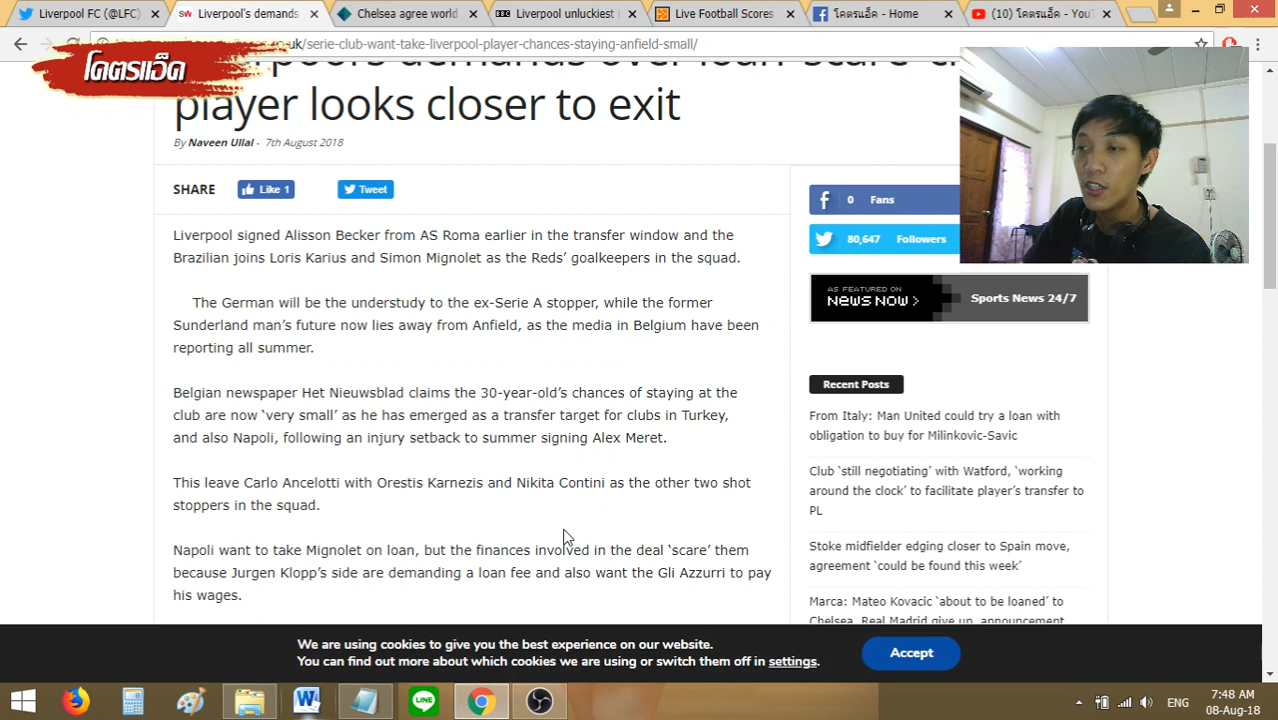 Liverpool FC (@LFC)
Liverpool's demands
Chelsea agree world
Liverpool unluckiest
Live Football Scores
โคตรแอ็ด - Home
(10) โคตรแอ็ด - You
uk/serie-club-want-take-liverpool-player-chances-staying-anfield-small/
โคตรแอ็ด
player looks closer to exit
By Naveen Ullal - 7th August 2018
SHARE
Like 1
Tweet
0 Fans
80,647 Followers
AS FEATURED ON
NEWS NOW >
Sports News 24/7
Liverpool signed Alisson Becker from AS Roma earlier in the transfer window and the
Brazilian joins Loris Karius and Simon Mignolet as the Reds' goalkeepers in the squad.
The German will be the understudy to the ex-Serie A stopper, while the former
Sunderland man's future now lies away from Anfield, as the media in Belgium have been
reporting all summer.
Belgian newspaper Het Nieuwsblad claims the 30-year-old's chances of staying at the
club are now 'very small' as he has emerged as a transfer target for clubs in Turkey,
and also Napoli, following an injury setback to summer signing Alex Meret.
This leave Carlo Ancelotti with Orestis Karnezis and Nikita Contini as the other two shot
stoppers in the squad.
Napoli want to take Mignolet on loan, but the finances involved in the deal 'scare' them
because Jurgen Klopp's side are demanding a loan fee and also want the Gli Azzurri to pay
his wages.
Recent Posts
From Italy: Man United could try a loan with
obligation to buy for Milinkovic-Savic
Club 'still negotiating' with Watford, 'working
around the clock' to facilitate player's transfer to
PL
Stoke midfielder edging closer to Spain move,
agreement 'could be found this week'
Marca: Mateo Kovacic 'about to be loaned' to
Chelsea, Real Madrid give up, announcement
We are using cookies to give you the best experience on our website.
You can find out more about which cookies we are using or switch them off in settings.
Accept
ENG
7:48 AM
08-Aug-18